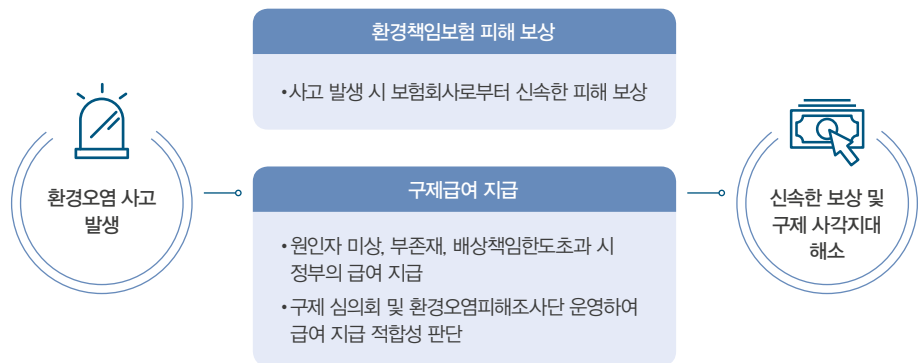 환경책임보험 피해 보상
•사고 발생 시 보험회사로부터 신속한 피해 보상
환경오염 사고
발생
구제급여 지급
•원인자 미상, 부존재, 배상책임한도초과 시
정부의 급여 지급
•구제 심의회 및 환경오염피해조사단 운영하여
급여 지급 적합성 판단
신속한 보상 및
구제 사각지대
해소